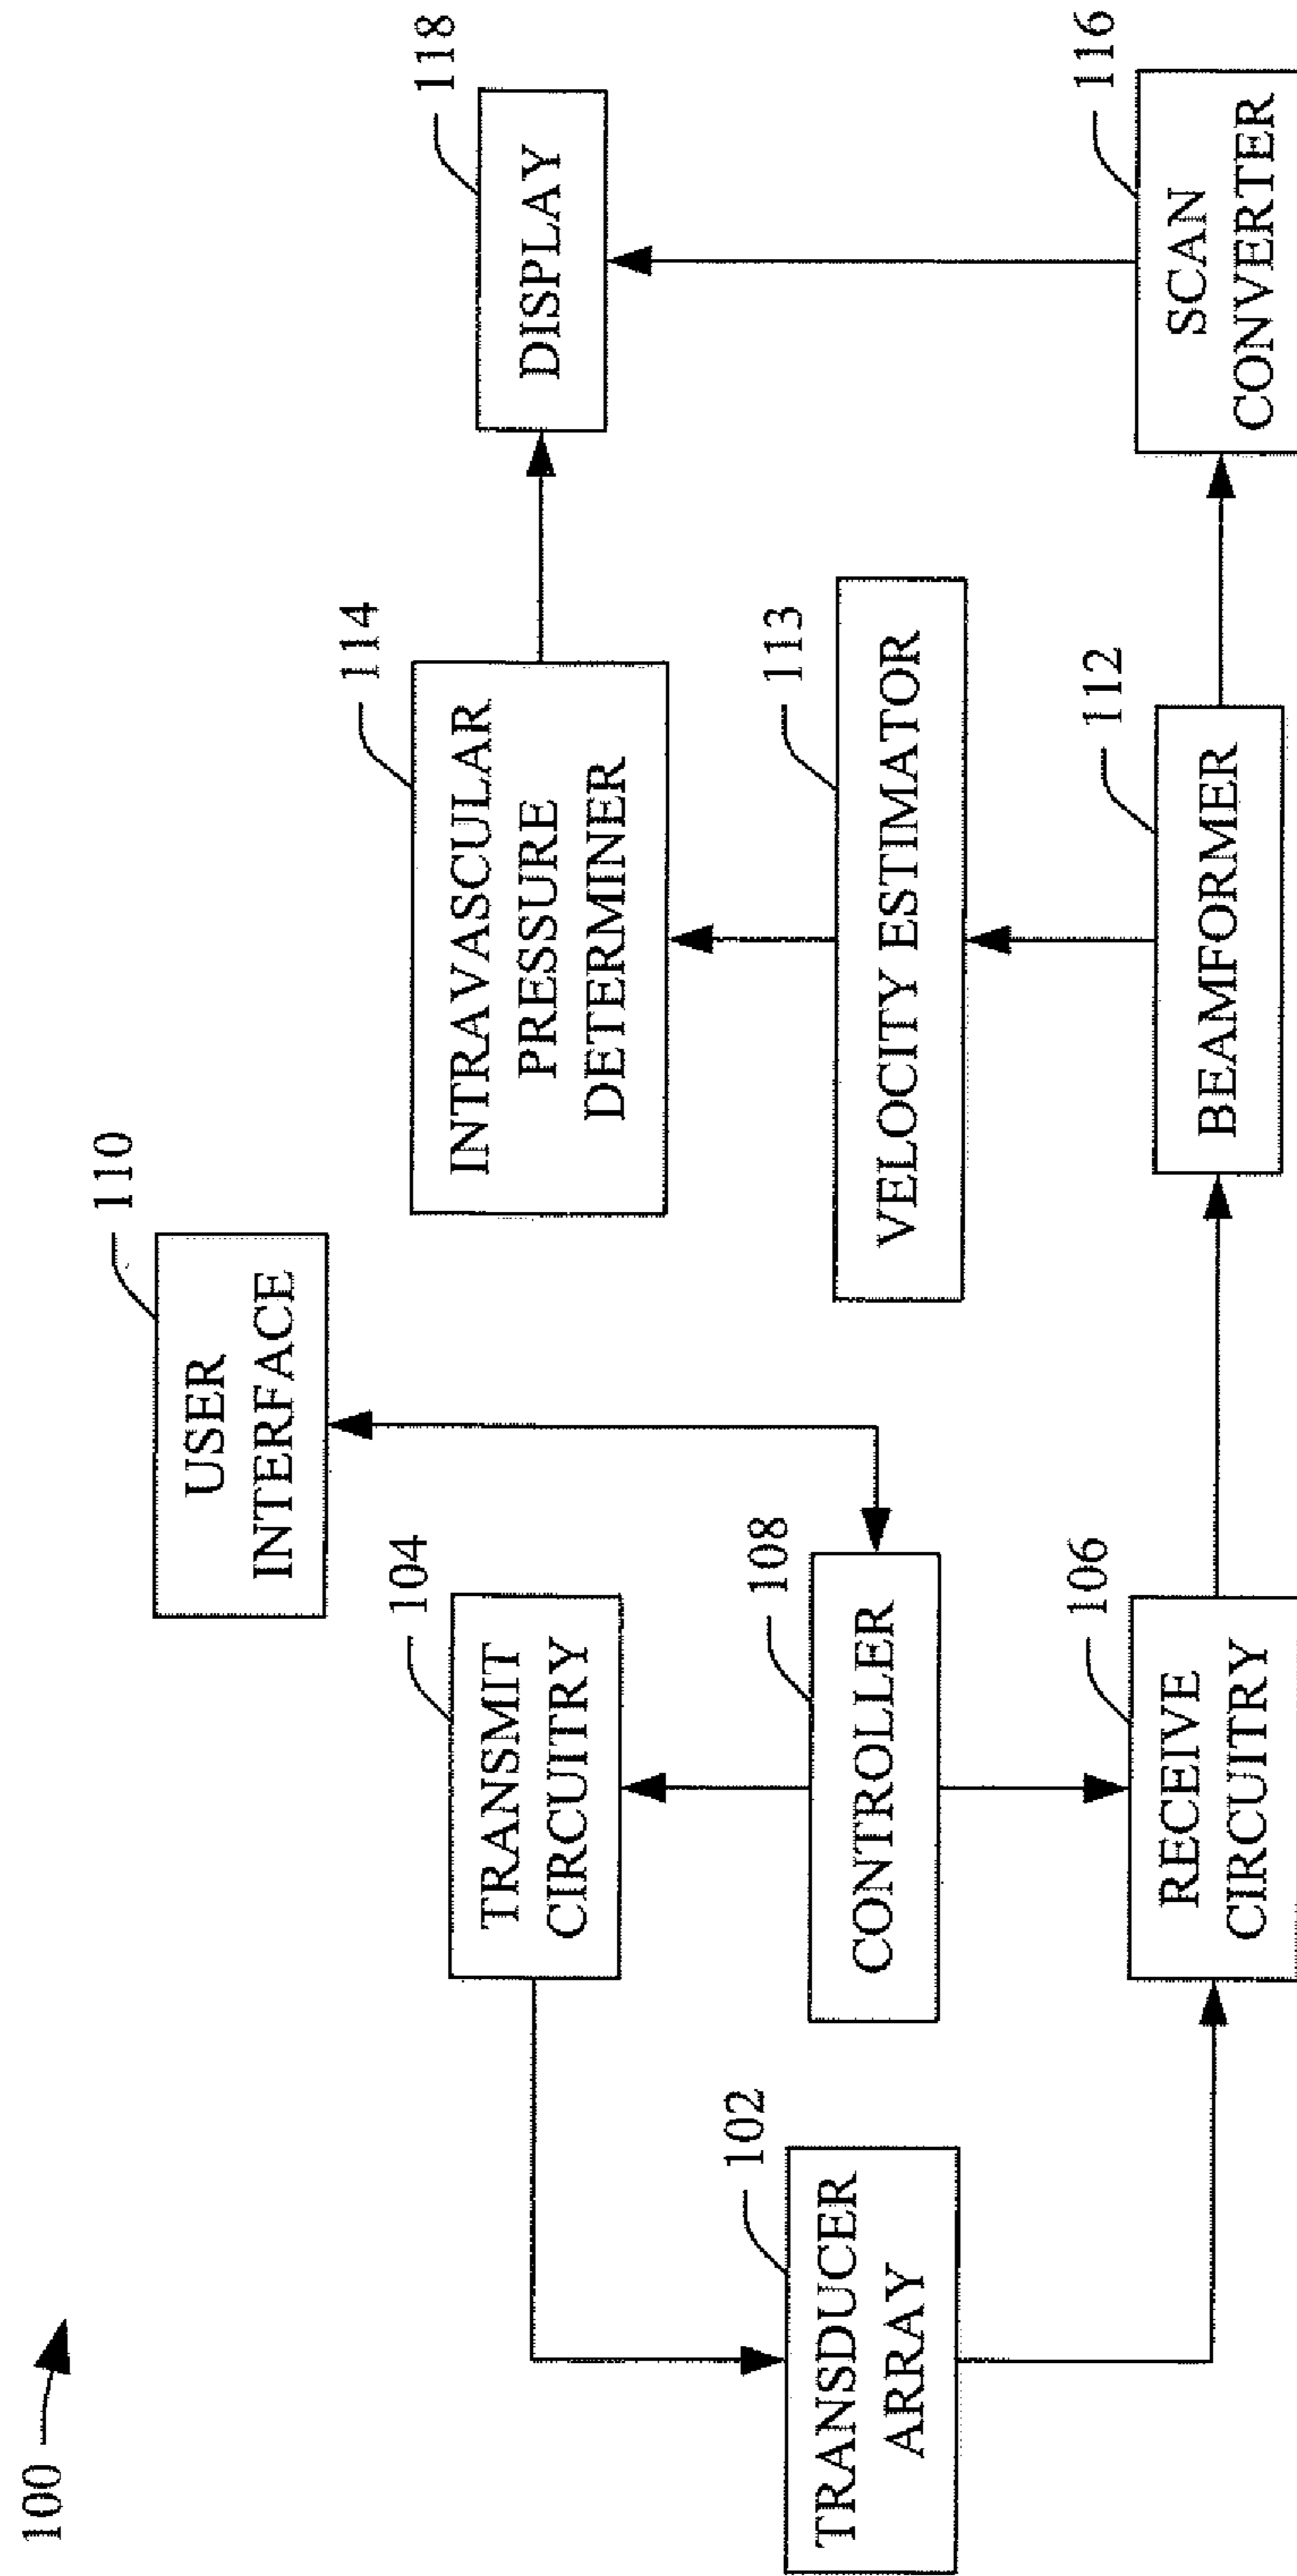 100
110
USER
INTERFACE
104
TRANSMIT
CIRCUITRY
114
INTRAVASCULAR
PRESSURE
DETERMINER
118
DISPLAY
102
TRANSDUCER
ARRAY
108
CONTROLLER
113
VELOCITY ESTIMATOR
106
RECEIVE
CIRCUITRY
112
BEAMFORMER
116
SCAN
CONVERTER